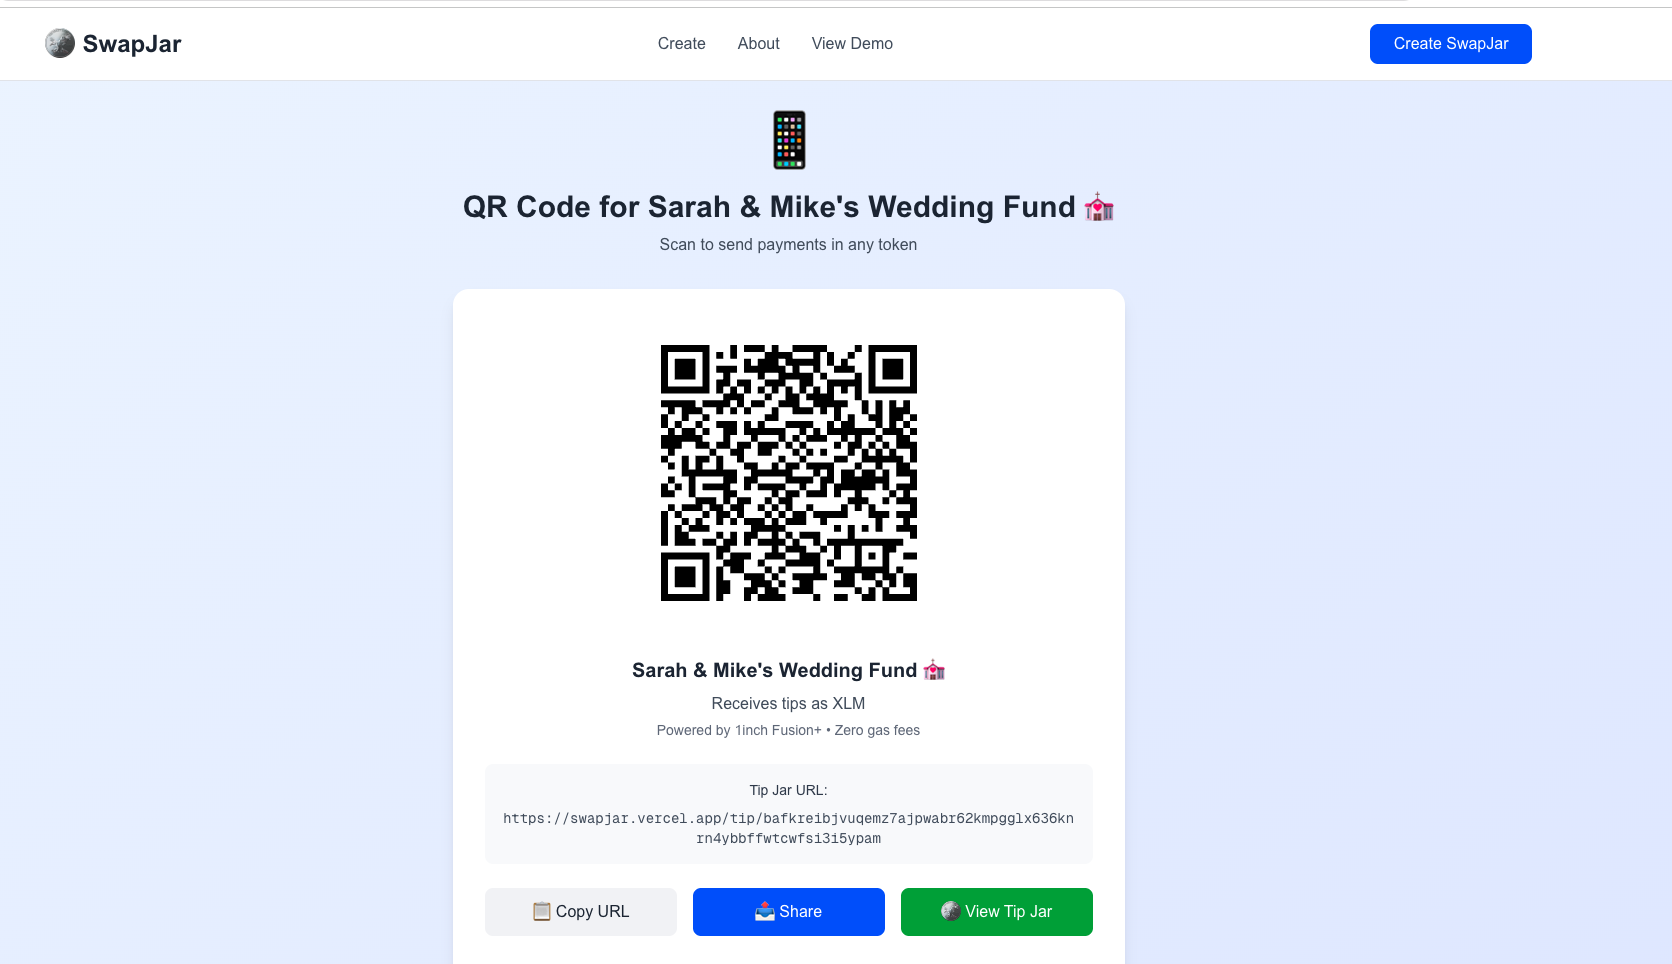 SwapJar
Create
About
View Demo
Create SwapJar
QR Code for Sarah & Mike's Wedding Fund 💒
Scan to send payments in any token
Sarah & Mike's Wedding Fund 💒
Receives tips as XLM
Powered by 1inch Fusion+ • Zero gas fees
Tip Jar URL:
https://swapjar.vercel.app/tip/bafkreibjvuqemz7ajpwabr62kmpgglx636kn
rn4ybbffwtcwfsi3i5ypam
📋 Copy URL
📤 Share
View Tip Jar